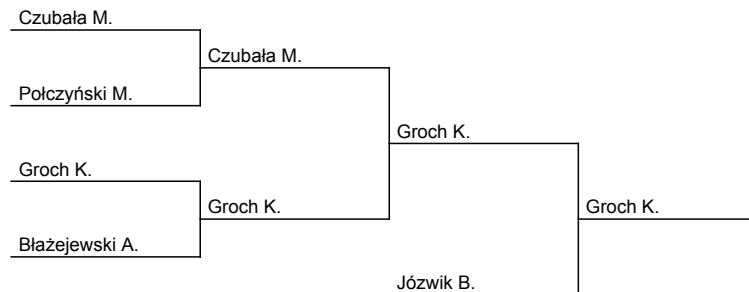 Czubała M.
Czubała M.
Połczyński M.
Groch K.
Groch K.
Groch K.
Groch K.
Błażejewski A.
Józwik B.